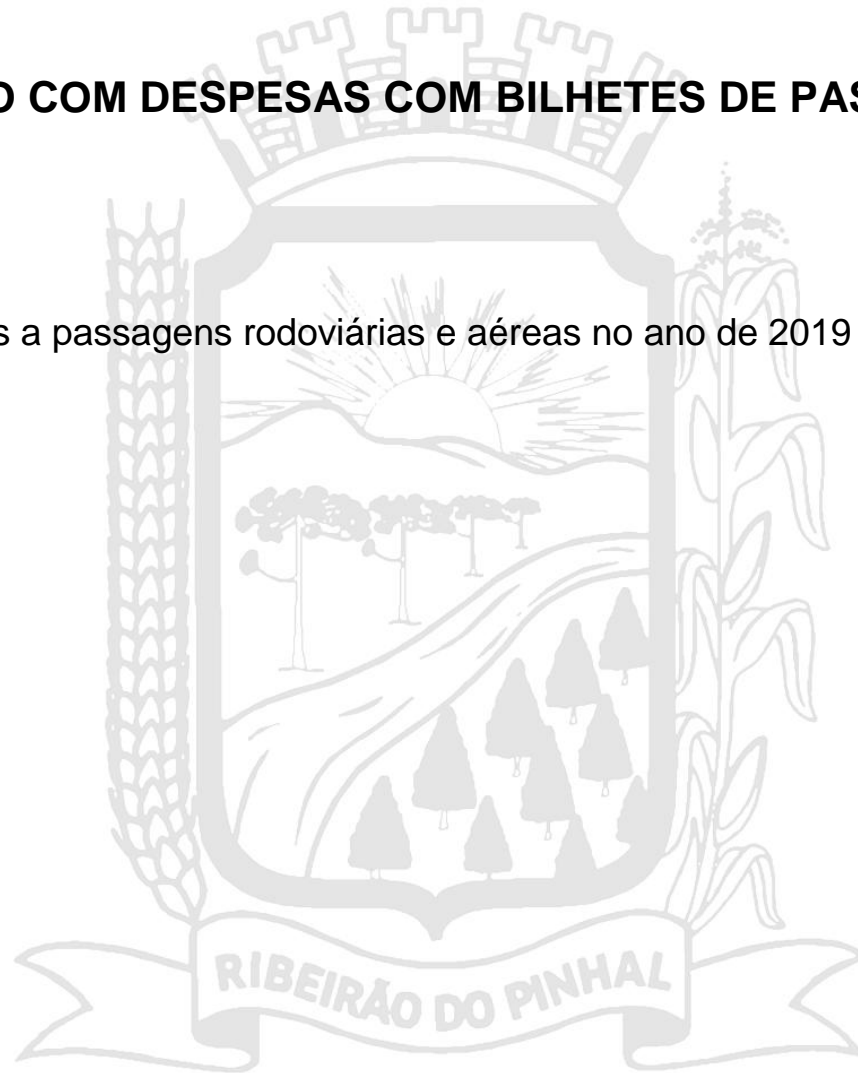 O COM DESPESAS COM BILHETES DE PAS
s a passagens rodoviárias e aéreas no ano de 2019
RIBEIRÃO DO PINHAL